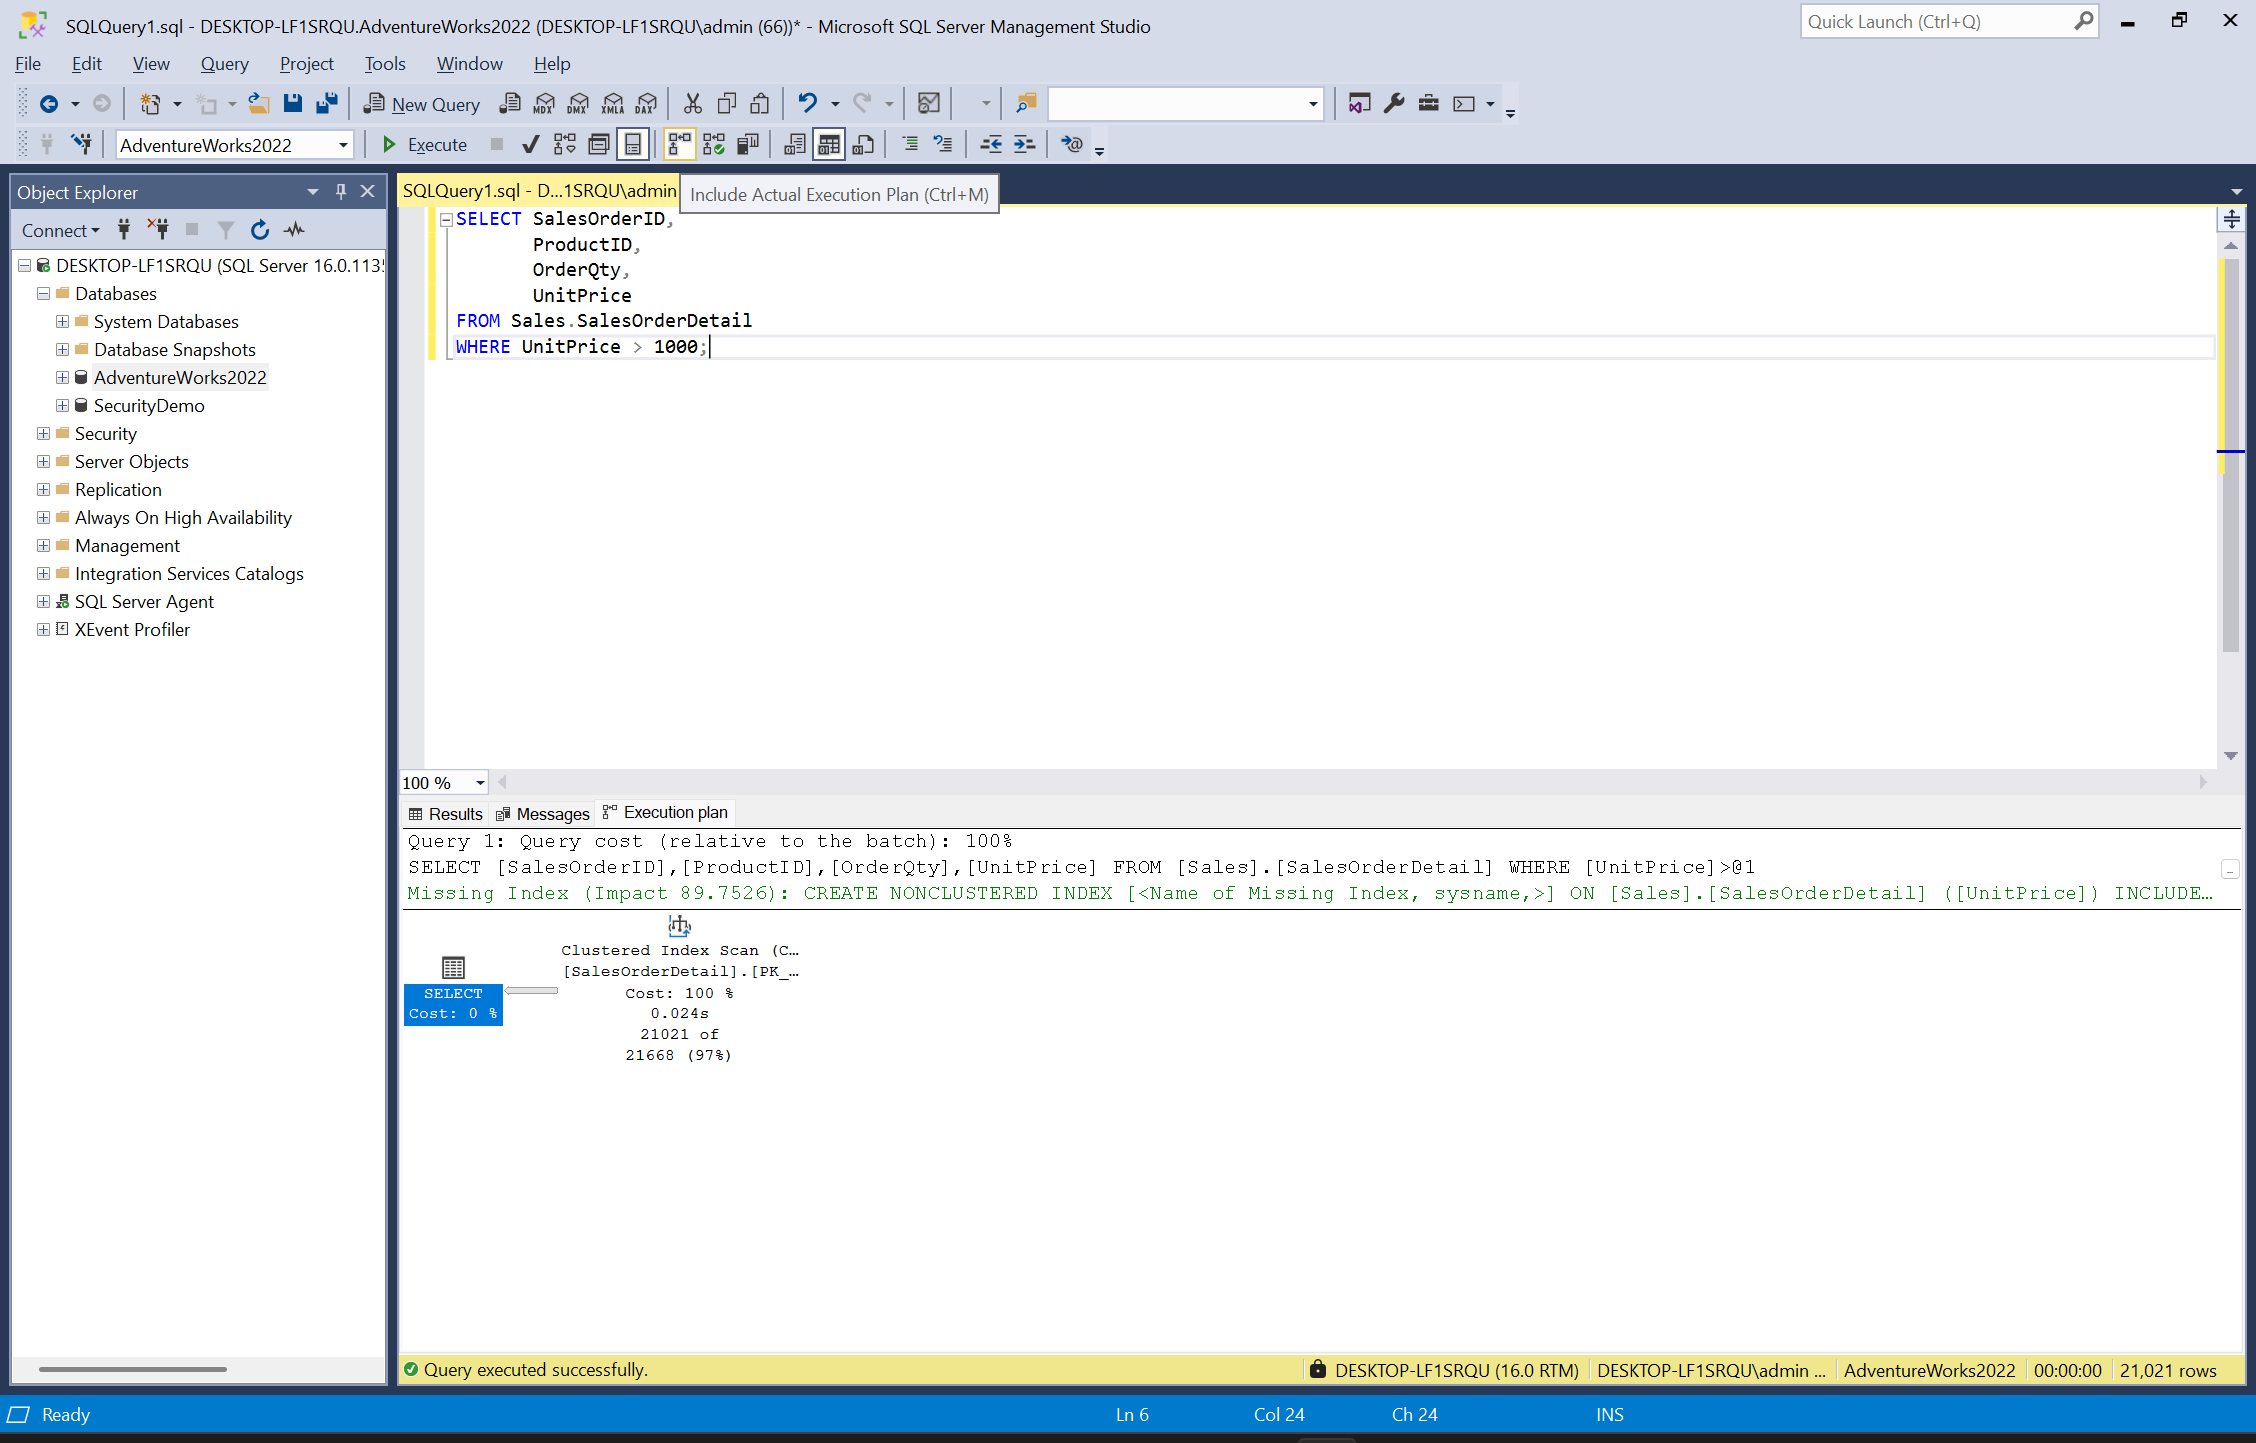 SQLQuery1.sql - DESKTOP-LF1SRQU.AdventureWorks2022 (DESKTOP-LF1SRQU\admin (66))* - Microsoft SQL Server Management Studio
Quick Launch (Ctrl+Q)
File Edit View Query Project Tools Window Help
New Query MDX DMX XMLA DAX
AdventureWorks2022 Execute
Object Explorer
SQLQuery1.sql - D...1SRQU\admin
Include Actual Execution Plan (Ctrl+M)
Connect
DESKTOP-LF1SRQU (SQL Server 16.0.1135
Databases
System Databases
Database Snapshots
AdventureWorks2022
SecurityDemo
Security
Server Objects
Replication
Always On High Availability
Management
Integration Services Catalogs
SQL Server Agent
XEvent Profiler
SELECT SalesOrderID,
ProductID,
OrderQty,
UnitPrice
FROM Sales.SalesOrderDetail
WHERE UnitPrice > 1000;
100 %
Results Messages Execution plan
Query 1: Query cost (relative to the batch): 100%
SELECT [SalesOrderID],[ProductID],[OrderQty],[UnitPrice] FROM [Sales].[SalesOrderDetail] WHERE [UnitPrice]>@1
Missing Index (Impact 89.7526): CREATE NONCLUSTERED INDEX [<Name of Missing Index, sysname,>] ON [Sales].[SalesOrderDetail] ([UnitPrice]) INCLUDE...
SELECT
Cost: 0 %
Clustered Index Scan (C...
[SalesOrderDetail].[PK_...
Cost: 100 %
0.024s
21021 of
21668 (97%)
Query executed successfully.
DESKTOP-LF1SRQU (16.0 RTM) DESKTOP-LF1SRQU\admin ... AdventureWorks2022 00:00:00 21,021 rows
Ready Ln 6 Col 24 Ch 24 INS